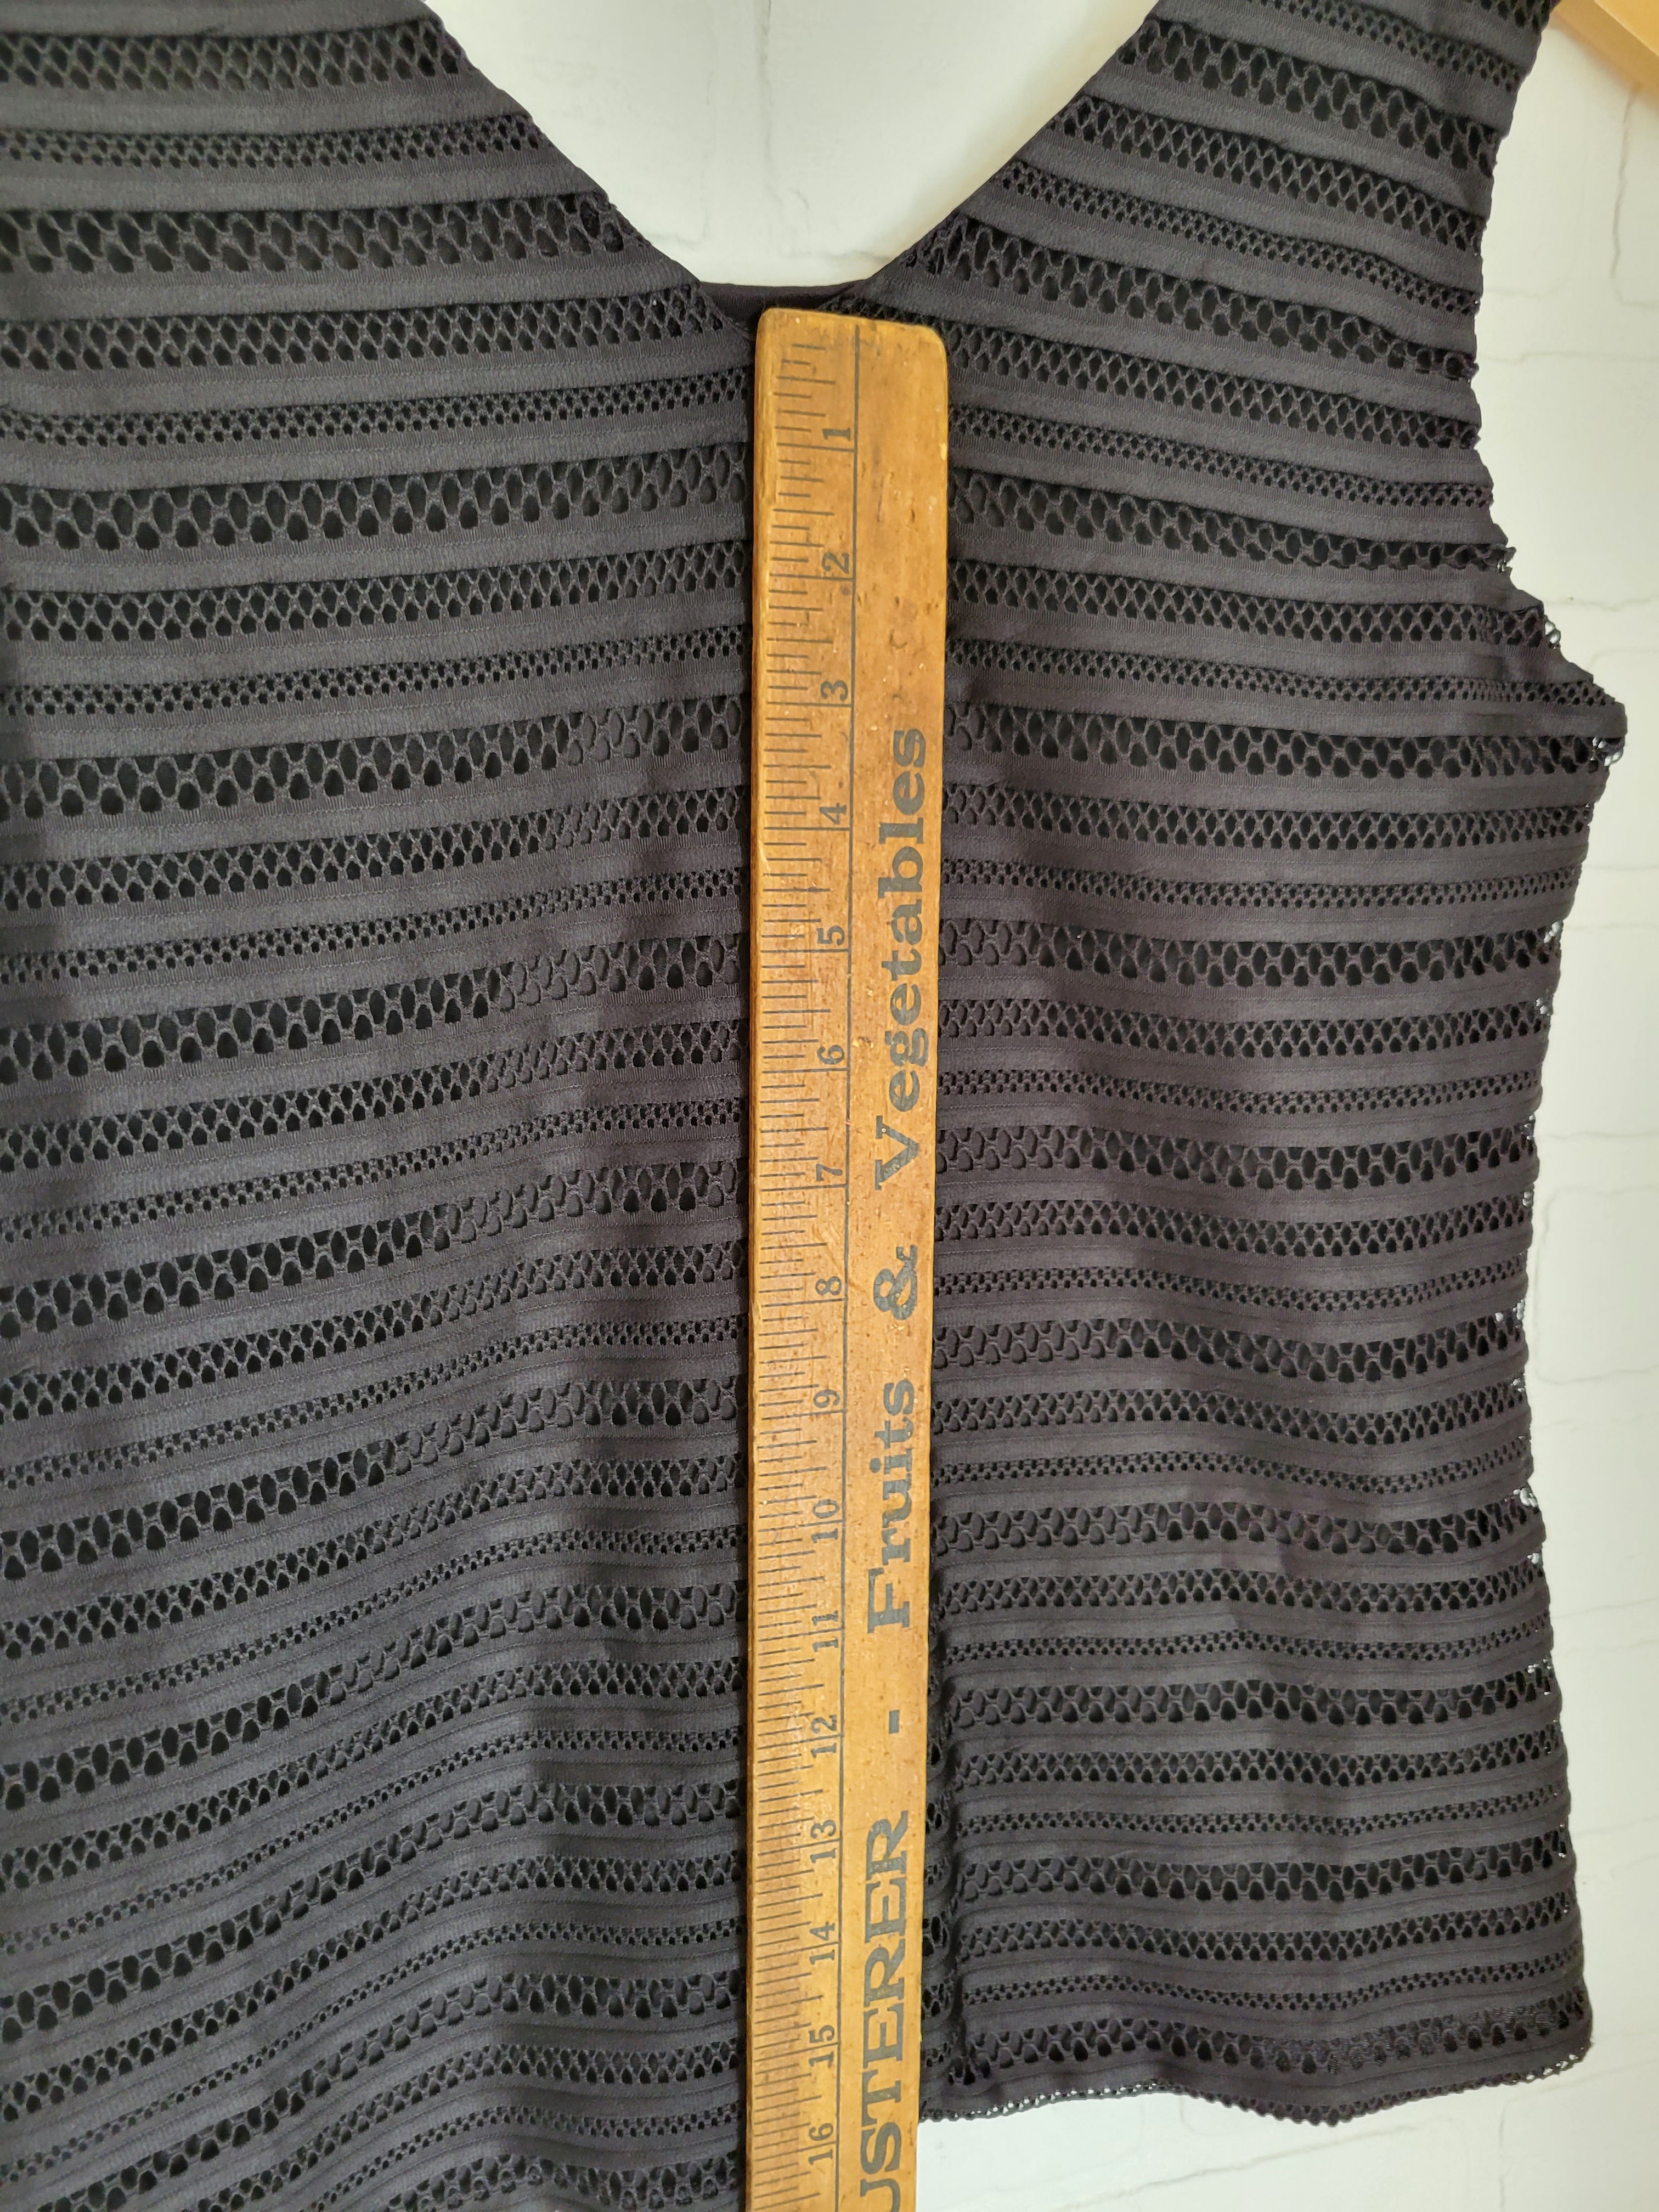 1 2 3 4 5 6 7 8 9 10 11 12 13 14 15 16
USTERER - Fruits & Vegetables